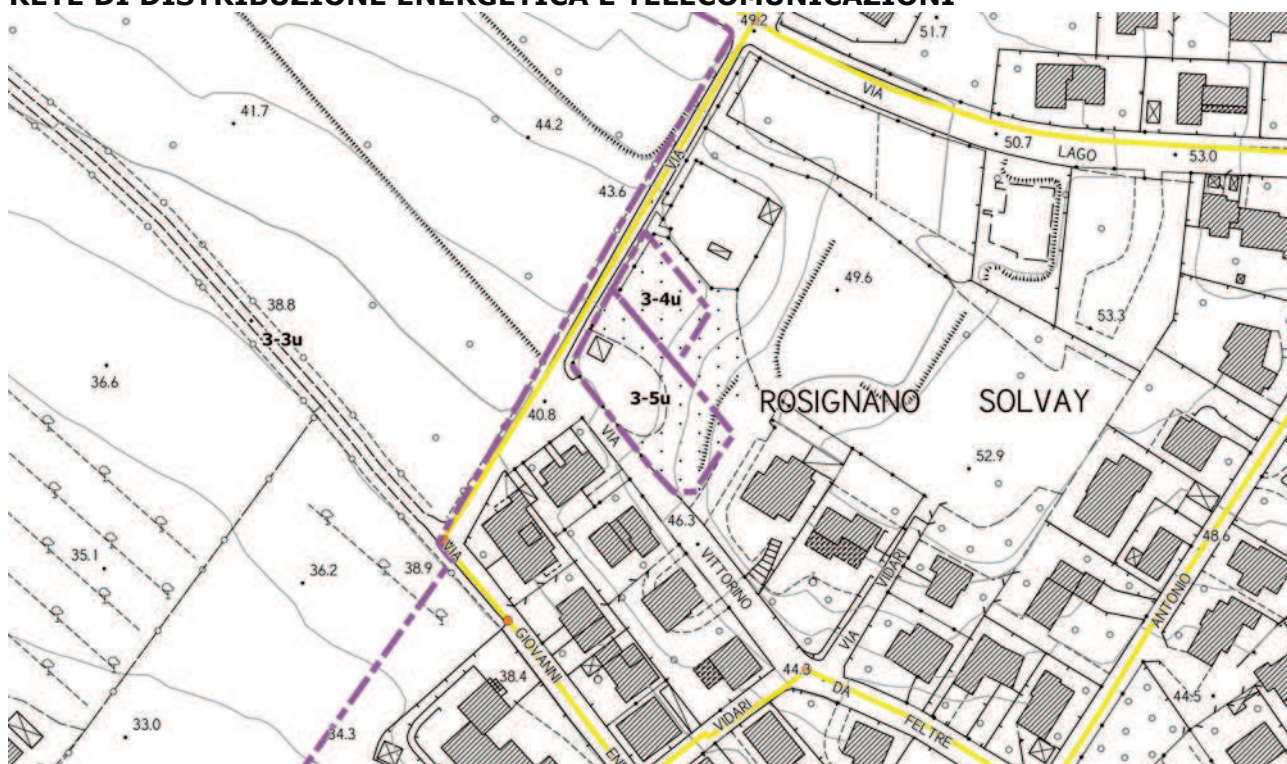 RETE DI DISTRIBUZIONE ENERGETICA E TELECOMUNICAZIONI
49.2
51.7
VIA
41.7
44.2
50.7
LAGO
53.0
VIA
43.6
3-4u
49.6
38.8
3-3u
53.3
36.6
3-5u
ROSIGNANO SOLVAY
40.8
VIA
52.9
46.3
48.6
35.1
36.2
38.9
VIA
VITTORINO
VIDARI
ANTONIO
GIOVANNI
VIA
38.4
44.3
DA
44.5
33.0
34.3
VIDARI
FELTRE